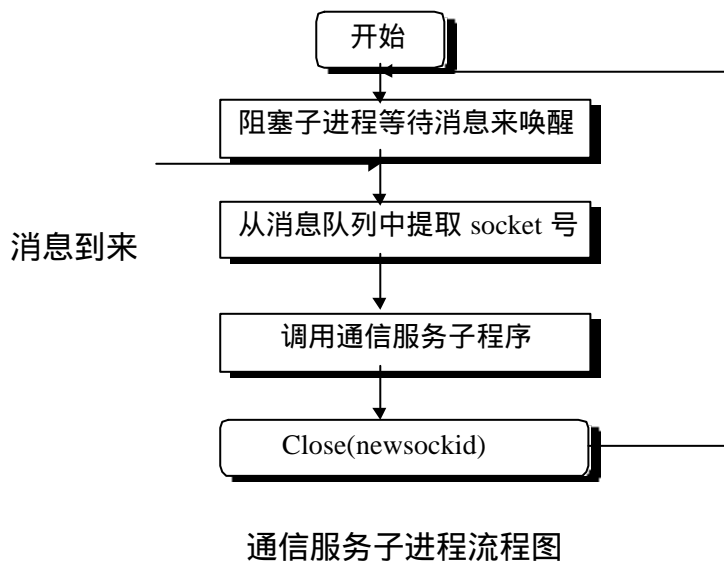 开始
阻塞子进程等待消息来唤醒
消息到来
从消息队列中提取 socket 号
调用通信服务子程序
Close(newsockid)
通信服务子进程流程图